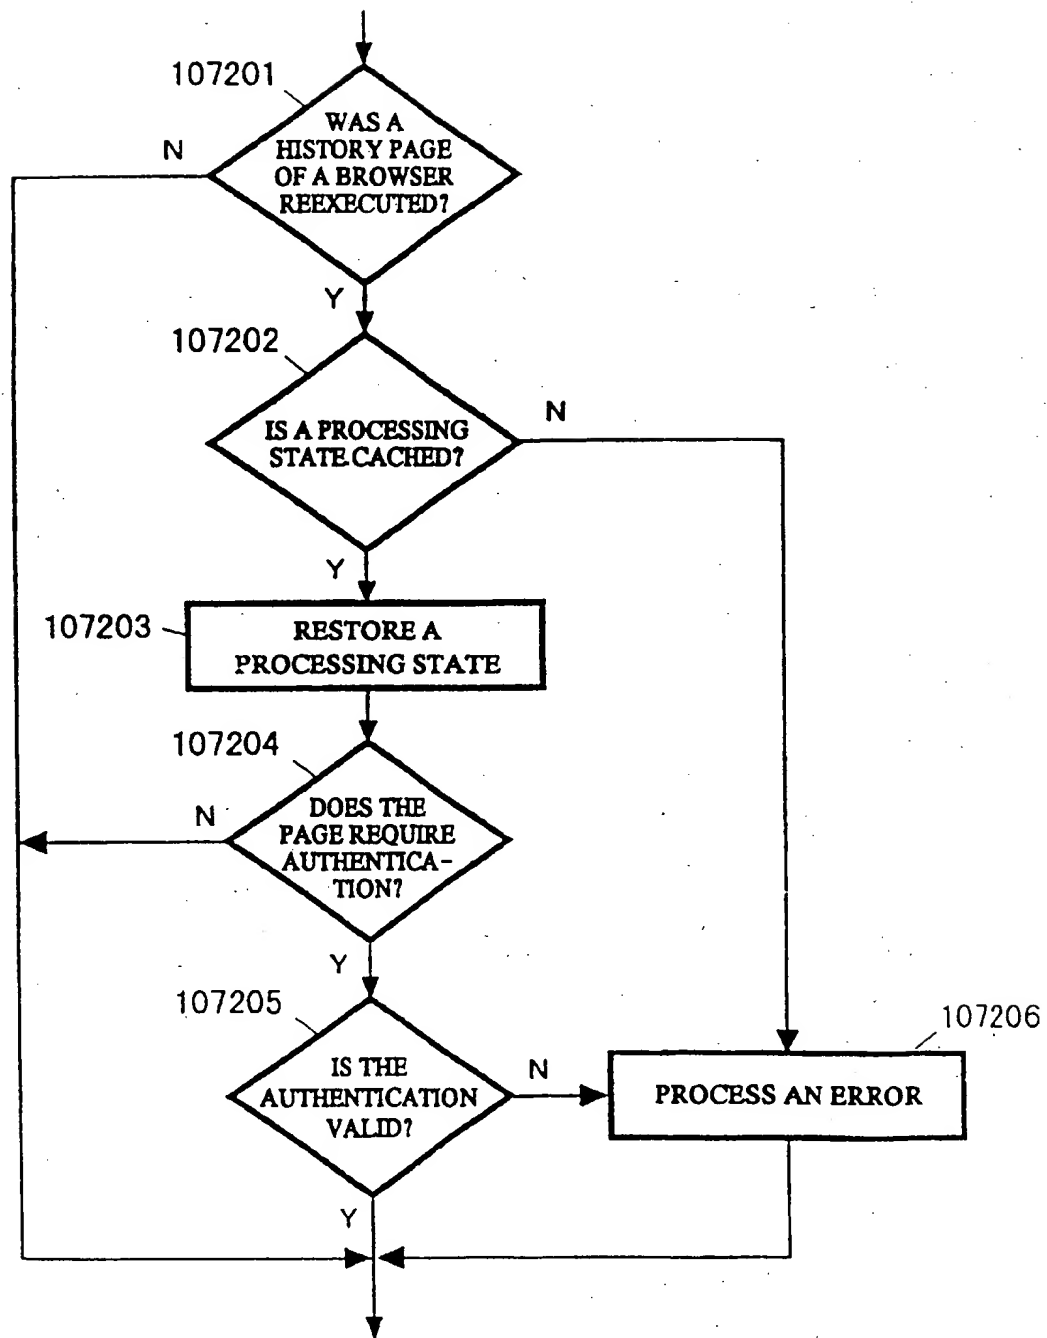 107201
WAS A
HISTORY PAGE
OF A BROWSER
REEXECUTED?
N
Y
107202
IS A PROCESSING
STATE CACHED?
N
Y
107203
RESTORE A
PROCESSING STATE
107204
DOES THE
PAGE REQUIRE
AUTHENTICA-
TION?
N
Y
107205
IS THE
AUTHENTICATION
VALID?
N
107206
PROCESS AN ERROR
Y